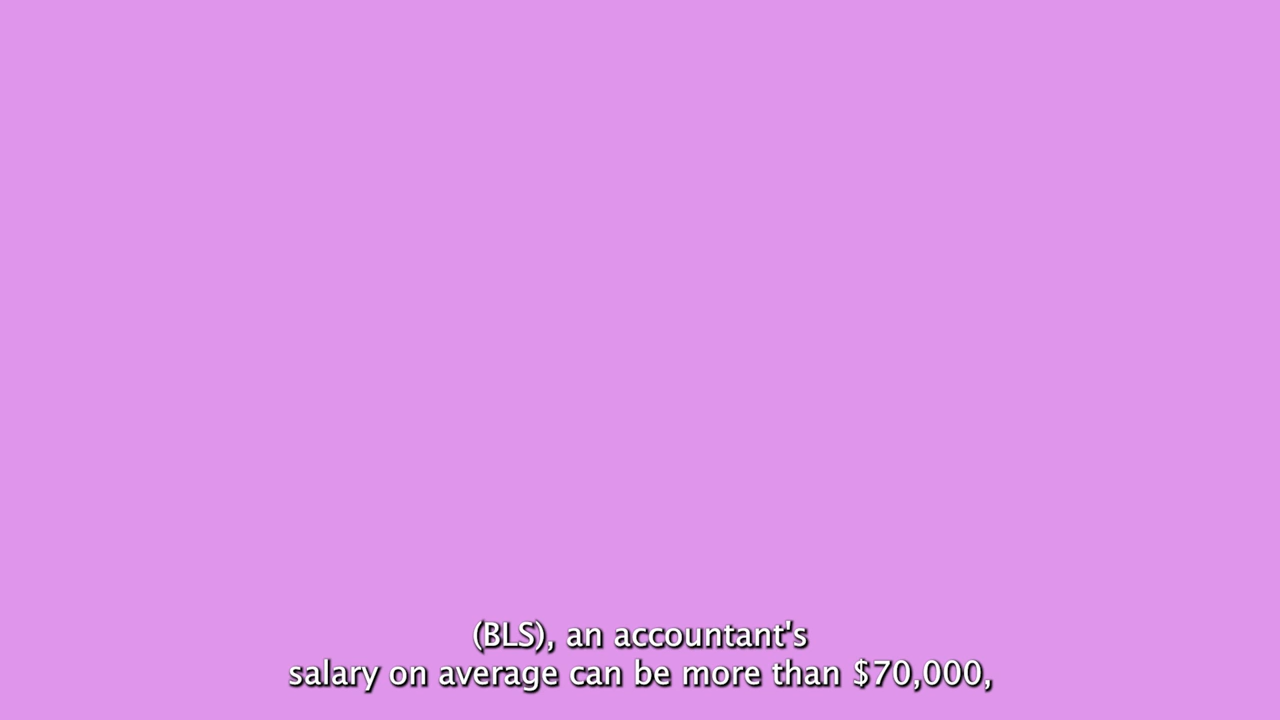 (BLS), an accountant's
salary on average can be more than $70,000,